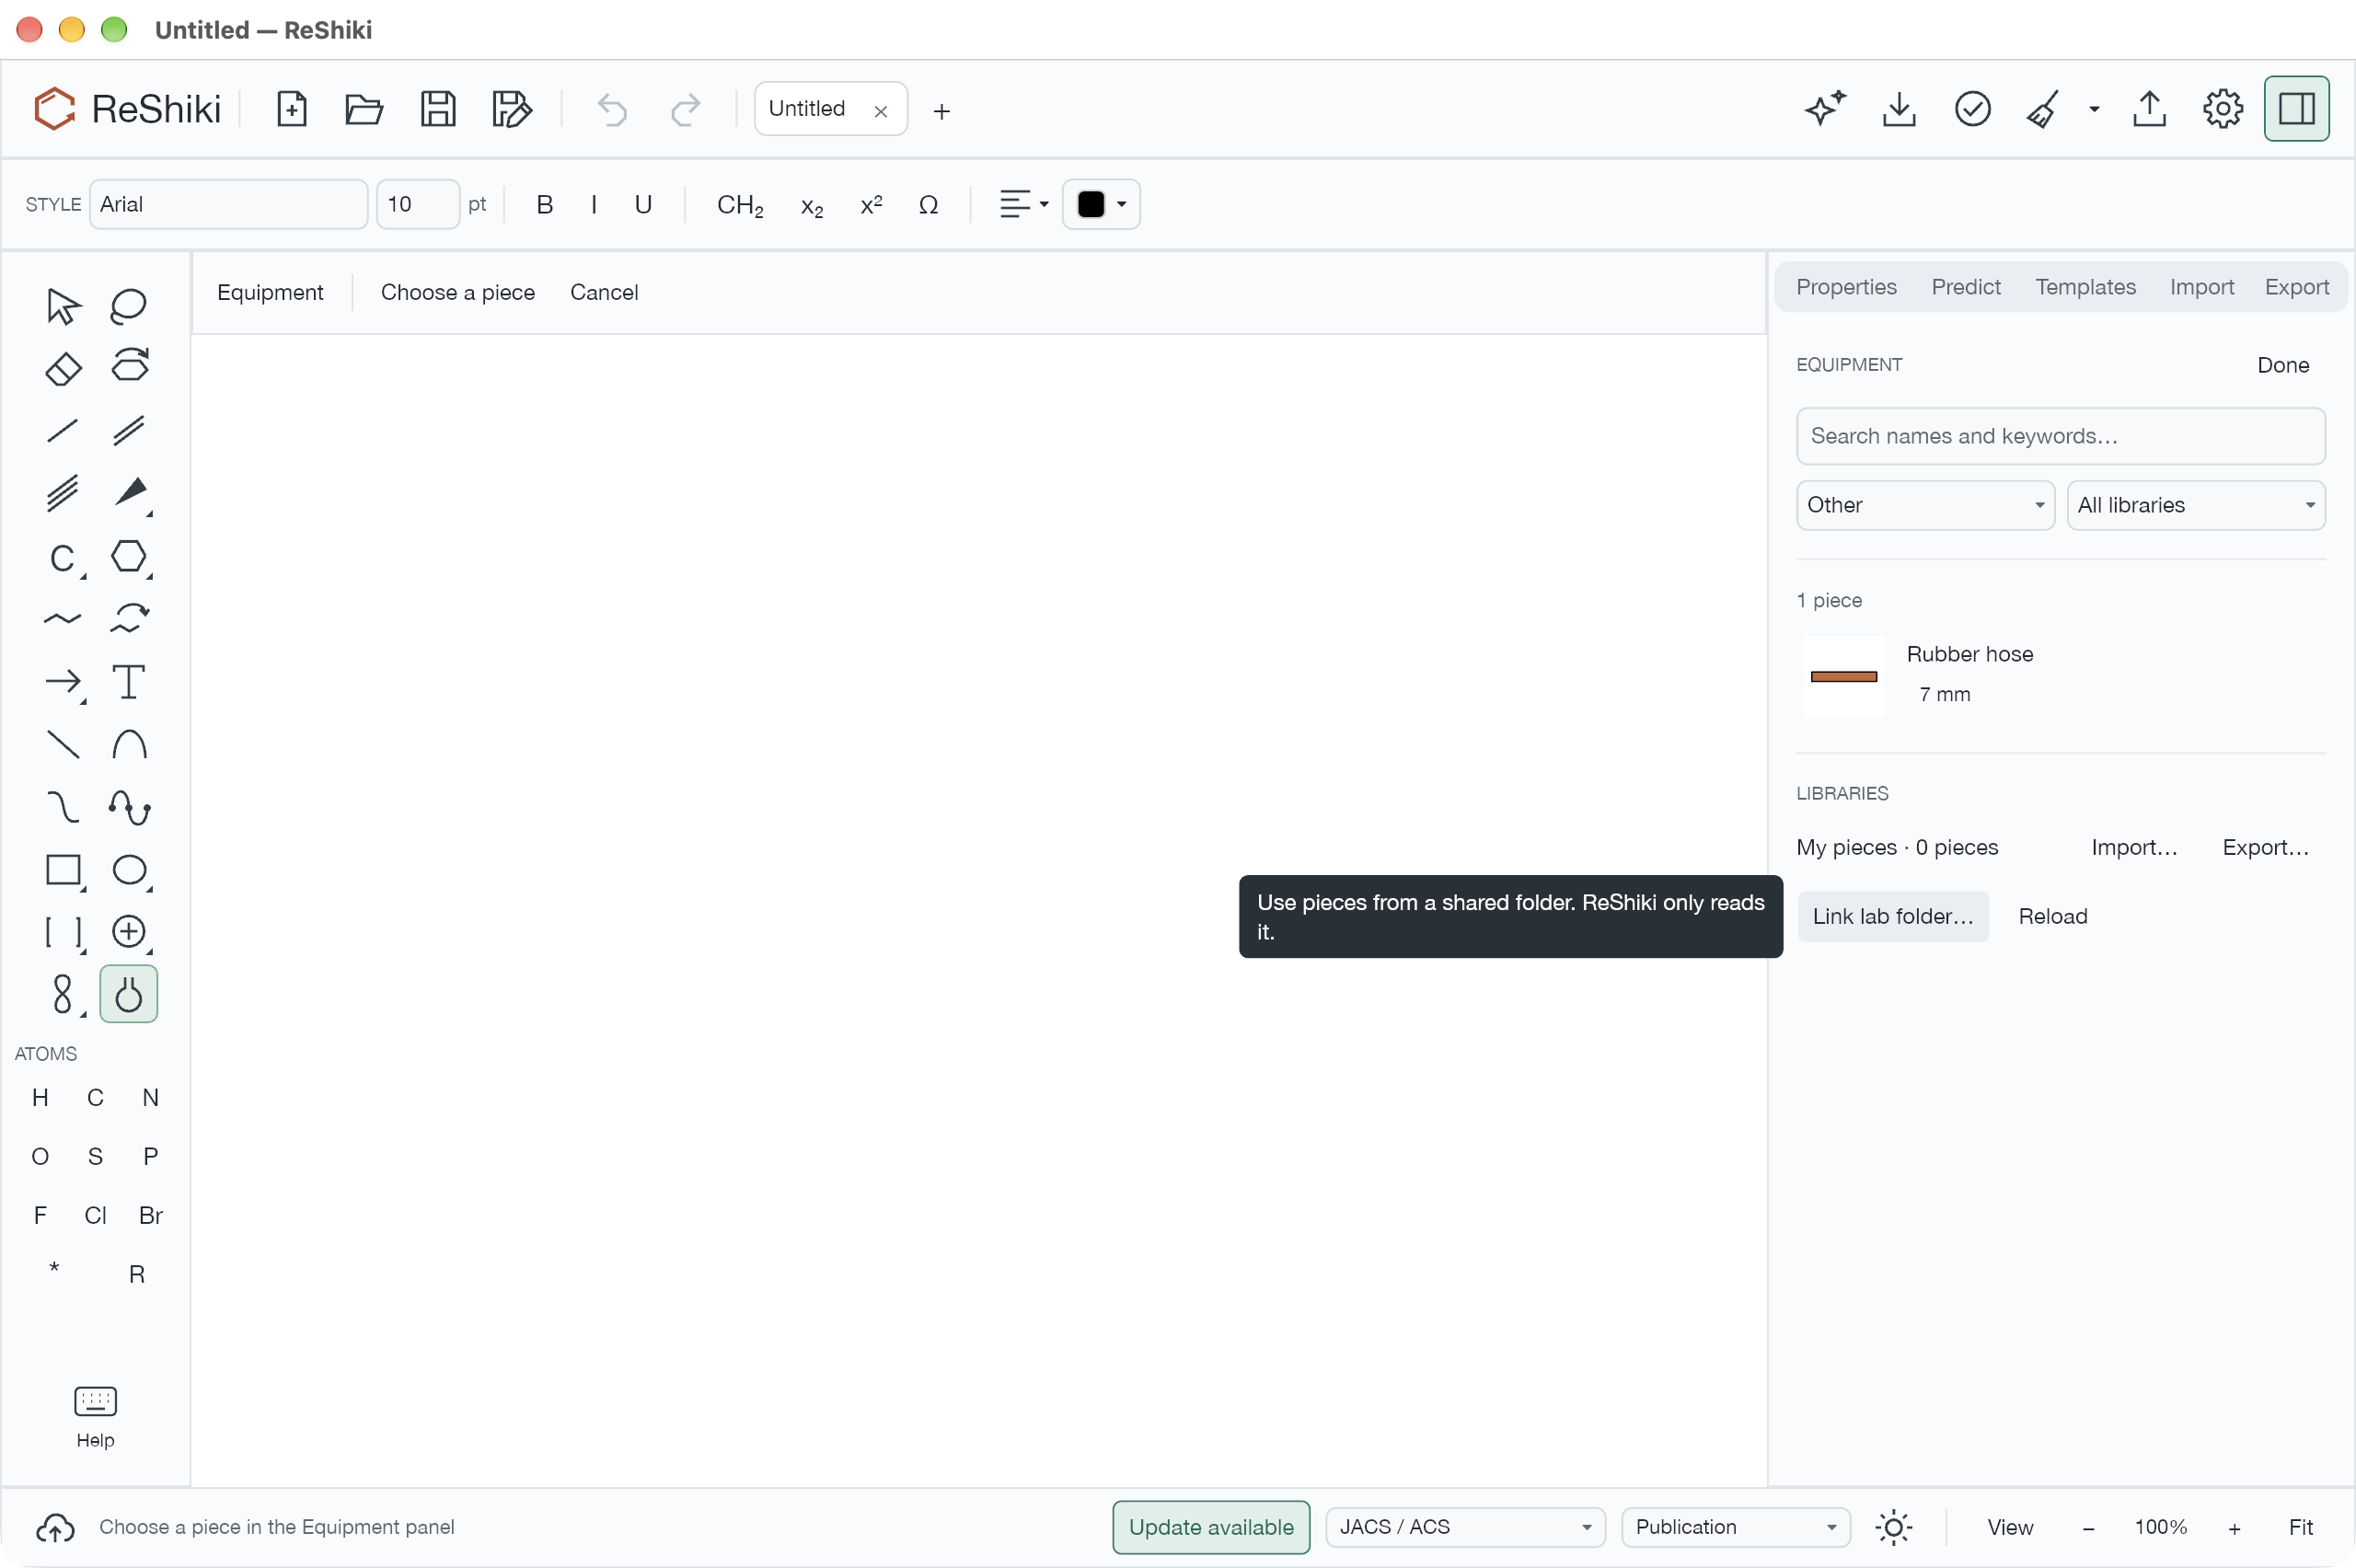 Untitled — ReShiki
ReShiki
Untitled × +
STYLE Arial 10 pt B I U CH₂ x₂ x² Ω
Equipment Choose a piece Cancel
Properties Predict Templates Import Export
EQUIPMENT Done
Search names and keywords...
Other All libraries
1 piece
Rubber hose
7 mm
LIBRARIES
My pieces · 0 pieces Import... Export...
Use pieces from a shared folder. ReShiki only reads
it.
Link lab folder... Reload
C
T
ATOMS
H C N
O S P
F Cl Br
* R
Help
Choose a piece in the Equipment panel
Update available JACS / ACS Publication View − 100% + Fit